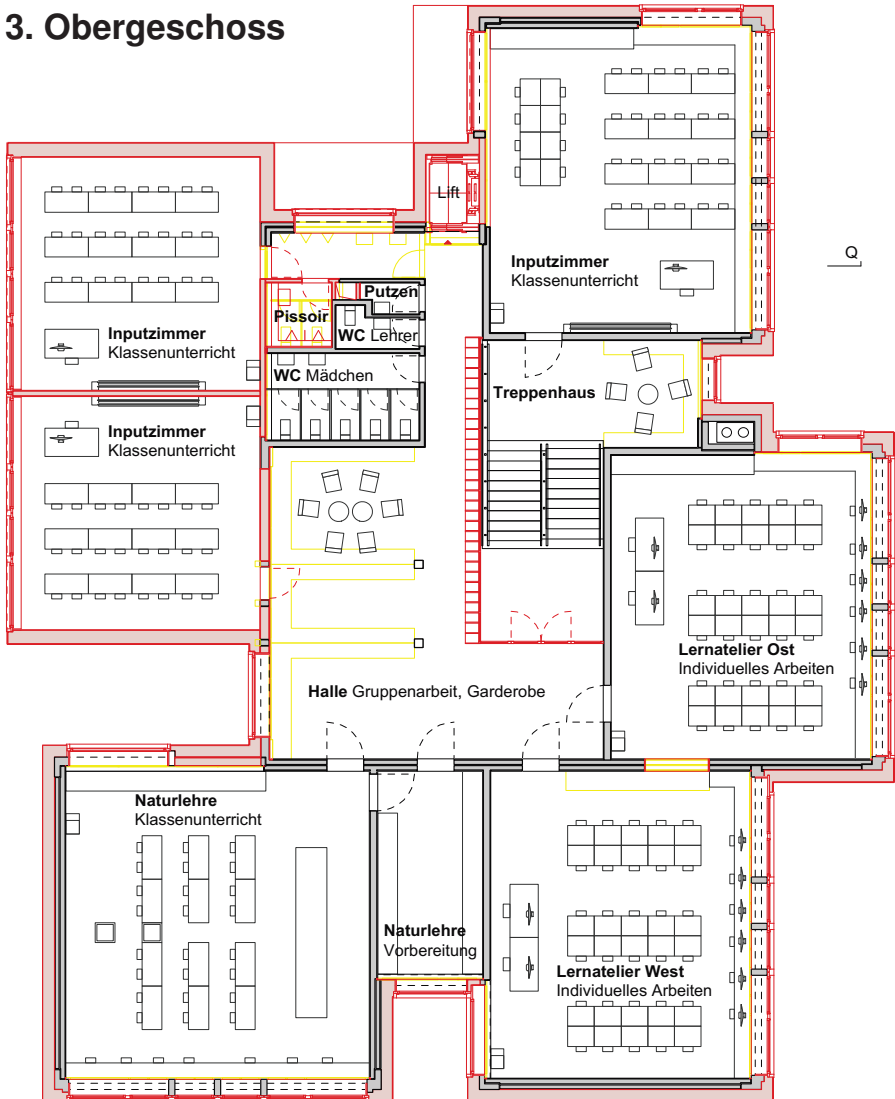 3. Obergeschoss
Lift
Q
Inputzimmer
Klassenunterricht
Putzen
Pissoir
WC Lehrer
Inputzimmer
Klassenunterricht
WC Mädchen
Treppenhaus
Inputzimmer
Klassenunterricht
Lernatelier Ost
Individuelles Arbeiten
Halle Gruppenarbeit, Garderobe
Naturlehre
Klassenunterricht
Naturlehre
Vorbereitung
Lernatelier West
Individuelles Arbeiten